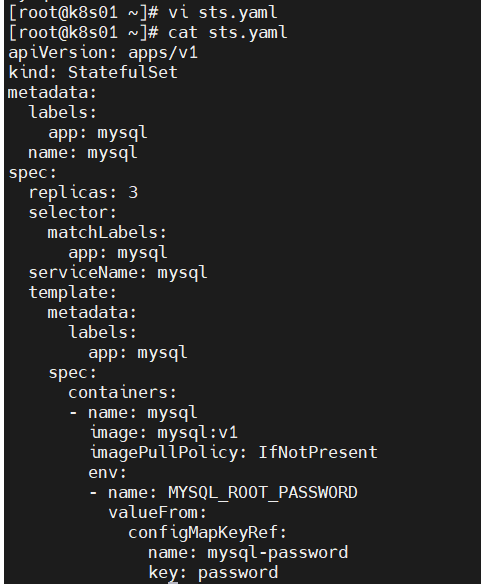 [root@k8s01 ~]# vi sts.yaml
[root@k8s01 ~]# cat sts.yaml
apiVersion: apps/v1
kind: StatefulSet
metadata:
  labels:
    app: mysql
  name: mysql
spec:
  replicas: 3
  selector:
    matchLabels:
      app: mysql
  serviceName: mysql
  template:
    metadata:
      labels:
        app: mysql
    spec:
      containers:
      - name: mysql
        image: mysql:v1
        imagePullPolicy: IfNotPresent
        env:
        - name: MYSQL_ROOT_PASSWORD
          valueFrom:
            configMapKeyRef:
              name: mysql-password
              key: password